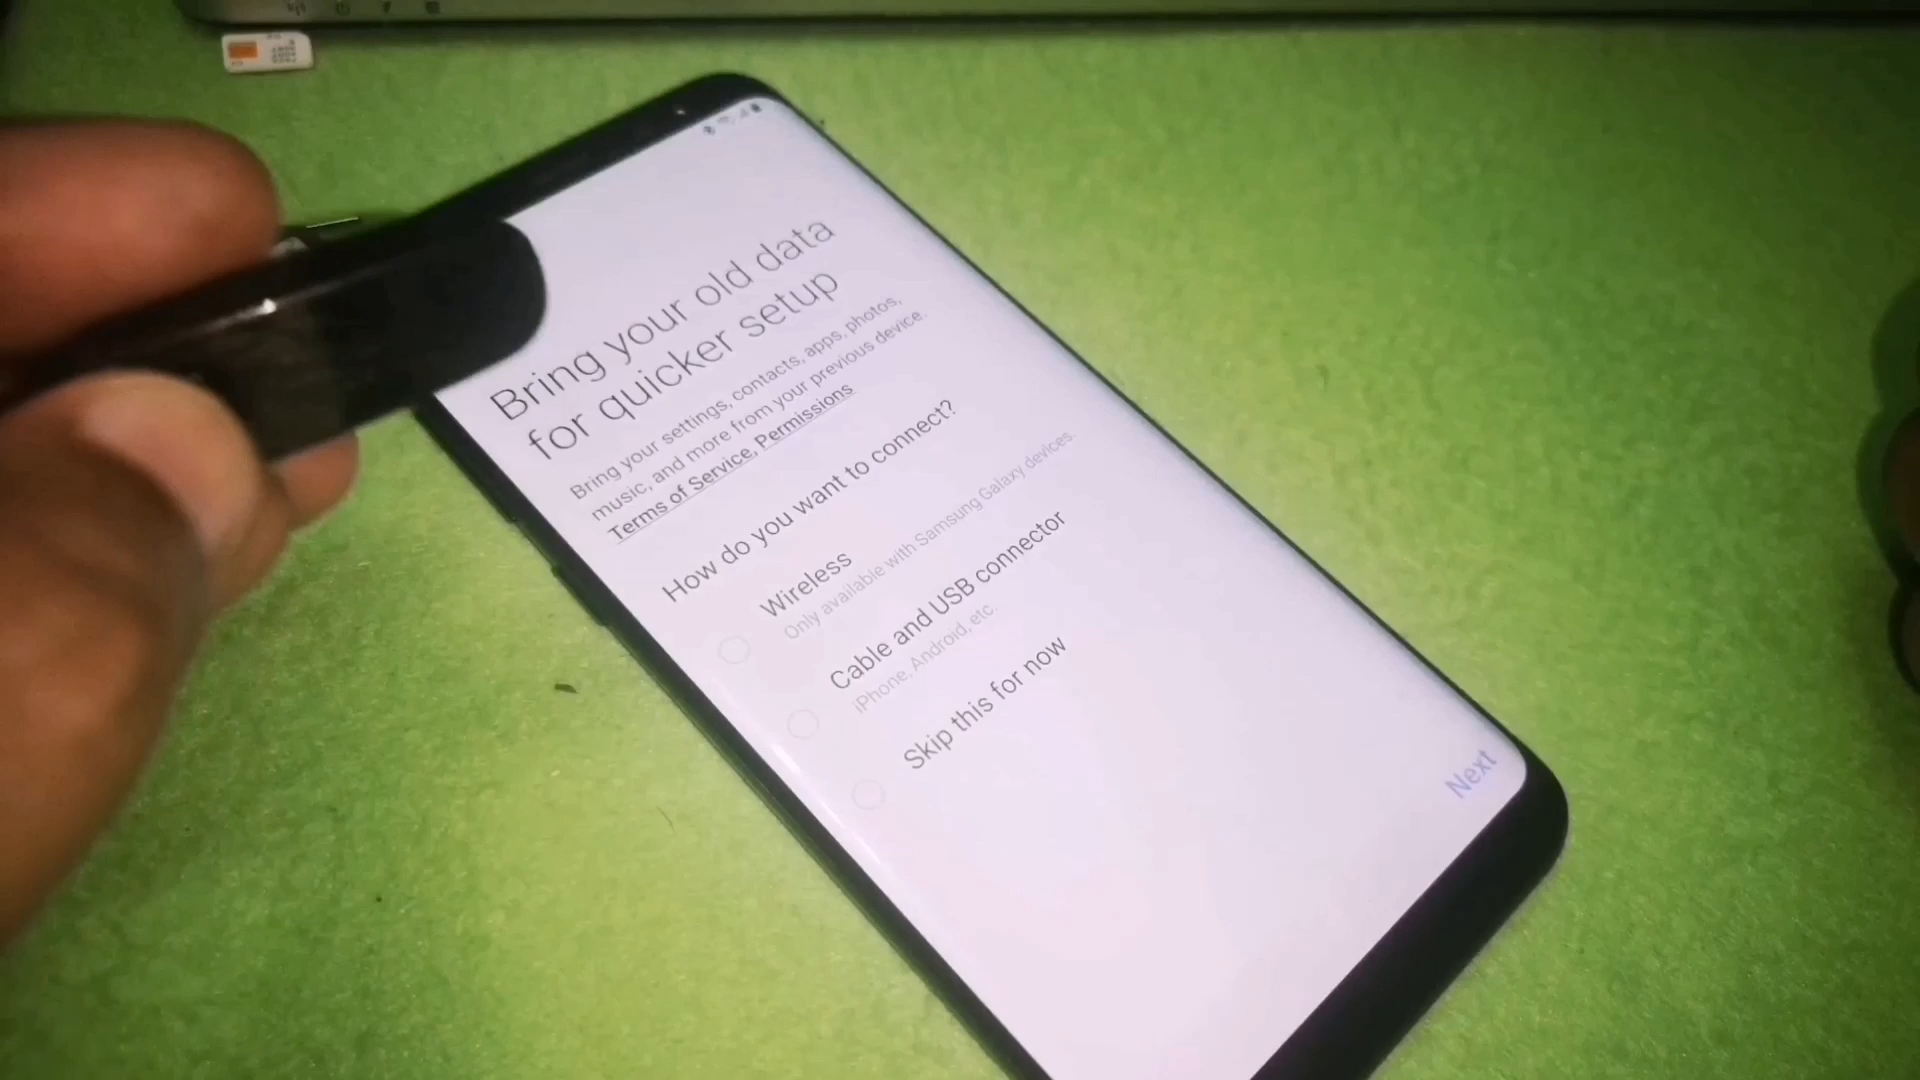 Bring your old data
for quicker setup
Bring your settings, contacts, apps, photos,
music, and more from your previous device.
Terms of Service, Permissions
How do you want to connect?
Wireless
Only available with Samsung Galaxy devices.
Cable and USB connector
iPhone, Android, etc.
Skip this for now
Next